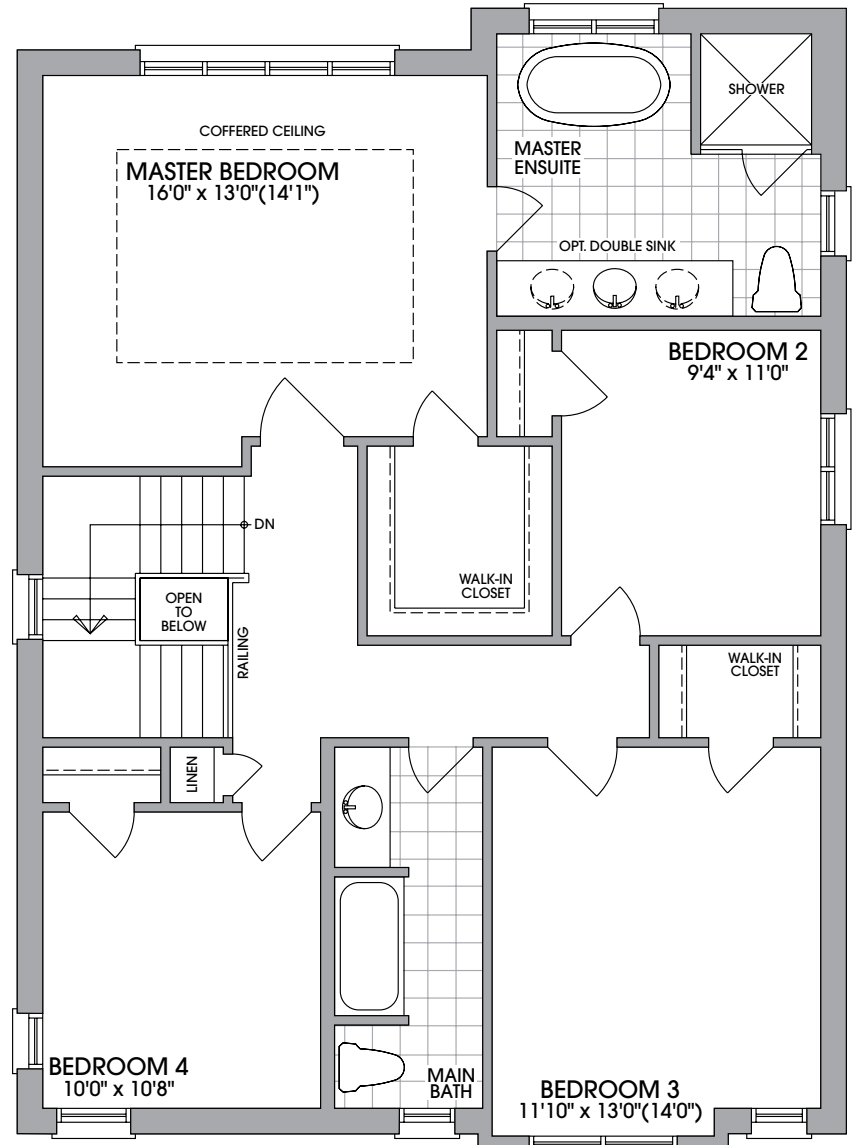 SHOWER
COFFERED CEILING
MASTER BEDROOM
16'0" x 13'0"(14'1")
MASTER
ENSUITE
OPT. DOUBLE SINK
BEDROOM 2
9'4" x 11'0"
DN
OPEN
TO
BELOW
WALK-IN
CLOSET
RAILING
WALK-IN
CLOSET
LINEN
BEDROOM 4
10'0" x 10'8"
MAIN
BATH
BEDROOM 3
11'10" x 13'0"(14'0")